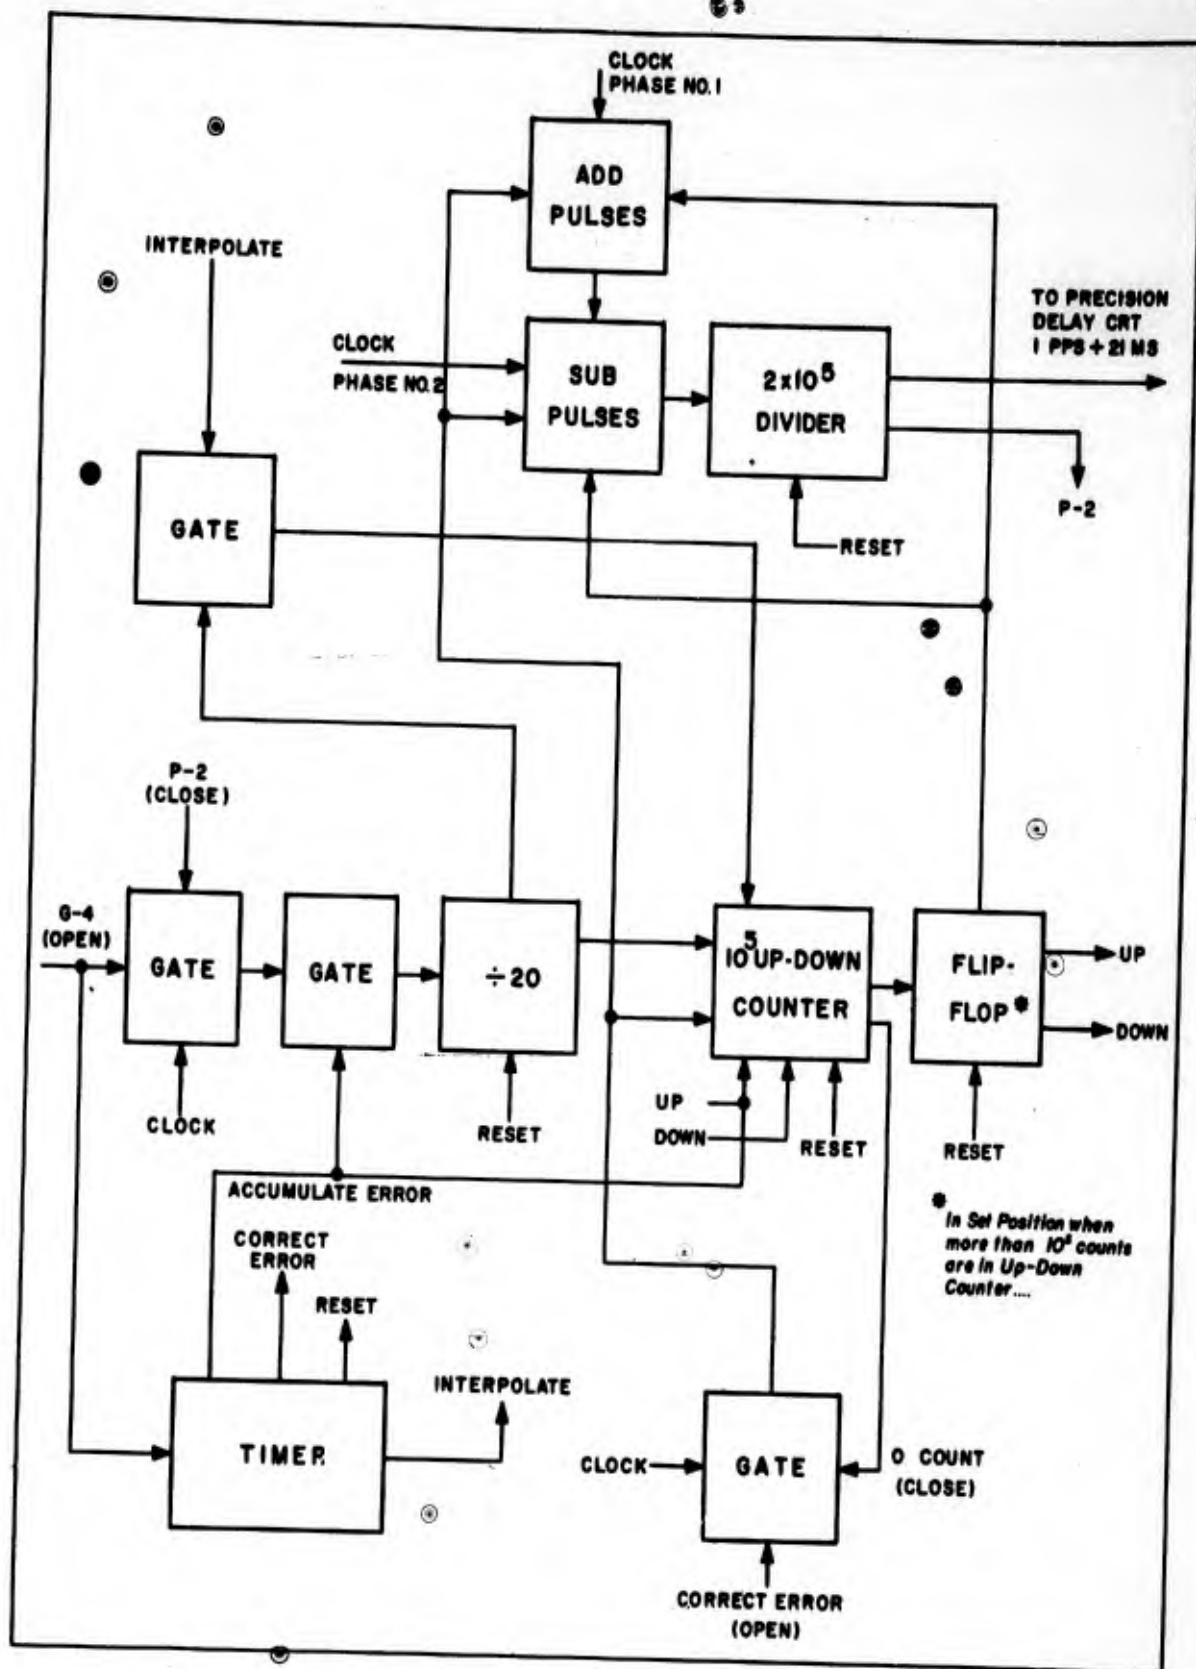 CLOCK
PHASE NO. 1
ADD
PULSES
INTERPOLATE
TO PRECISION
DELAY CRT
1 PPS + 21 MS
CLOCK
PHASE NO. 2
SUB
PULSES
2x10⁵
DIVIDER
GATE
P-2
RESET
P-2
(CLOSE)
G-4
(OPEN)
GATE
GATE
÷20
10⁵ UP-DOWN
COUNTER
FLIP-
FLOP *
UP
DOWN
CLOCK
RESET
UP
DOWN
RESET
RESET
ACCUMULATE ERROR
CORRECT
ERROR
RESET
* In Set Position when
more than 10⁵ counts
are in Up-Down
Counter....
INTERPOLATE
TIMER
CLOCK
GATE
0 COUNT
(CLOSE)
CORRECT ERROR
(OPEN)